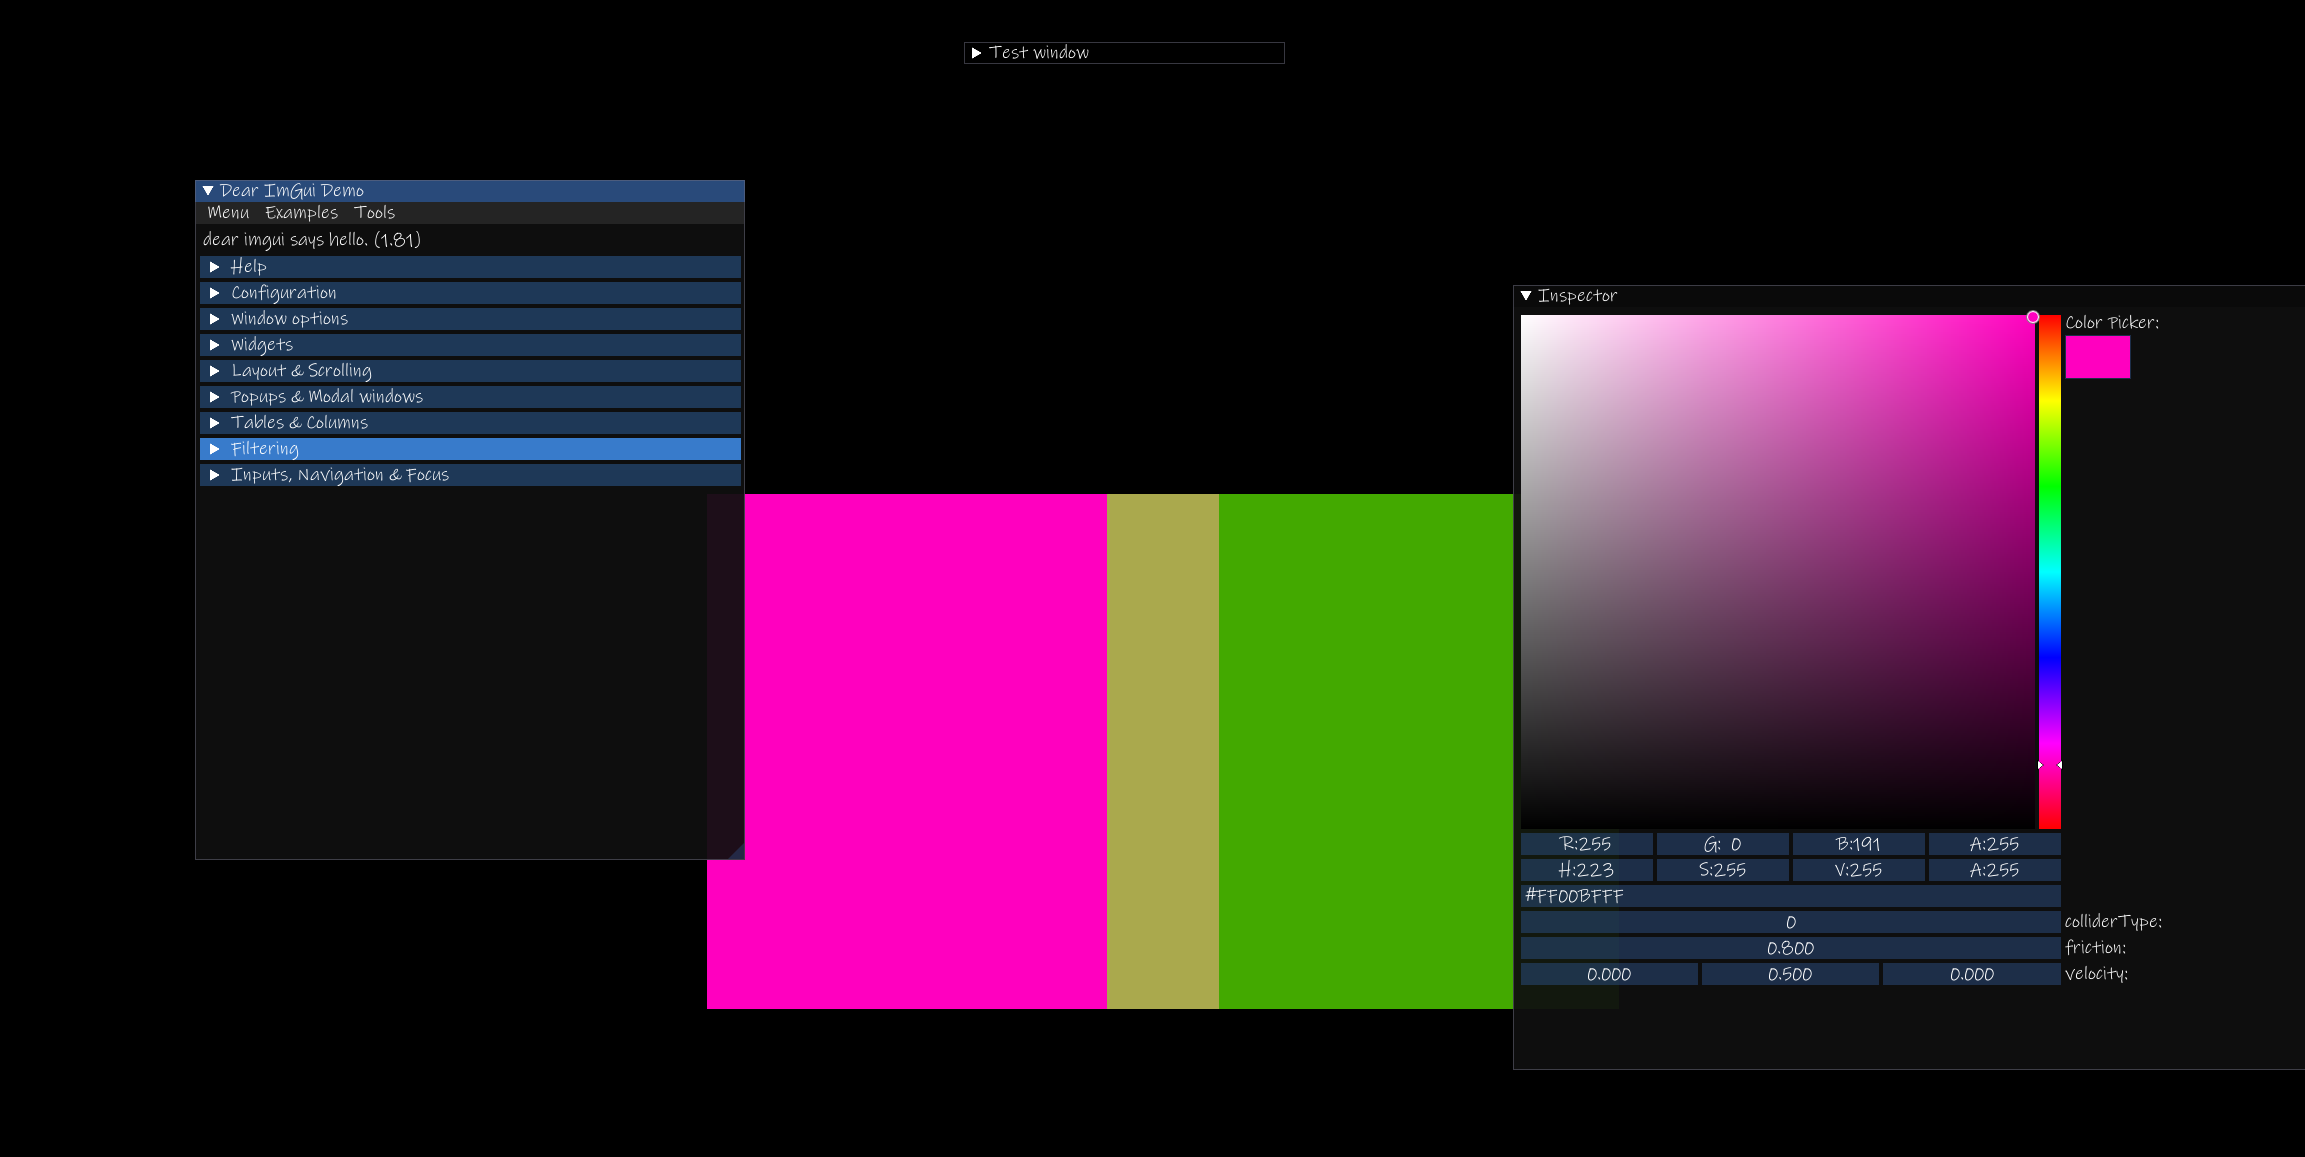 Test window
Dear ImGui Demo
Menu Examples Tools
dear imgui says hello. (1.81)
Help
Configuration
Window options
Widgets
Layout & Scrolling
Popups & Modal windows
Tables & Columns
Filtering
Inputs, Navigation & Focus
Inspector
Color Picker:
R:255 G: 0 B:191 A:255
H:223 S:255 V:255 A:255
#FF00BFFF
0 colliderType:
0.800 friction:
0.000 0.500 0.000 velocity: